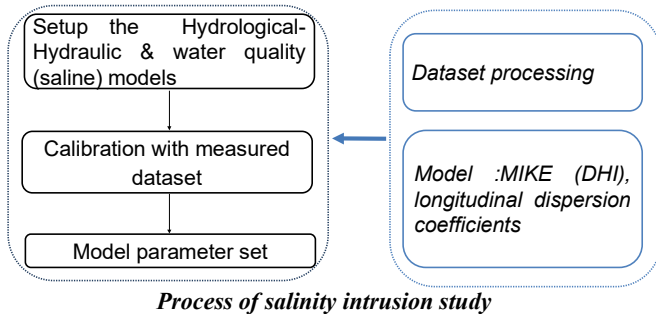 Setup the Hydrological-
Hydraulic & water quality
(saline) models
Calibration with measured
dataset
Model parameter set
Dataset processing
Model :MIKE (DHI),
longitudinal dispersion
coefficients
Process of salinity intrusion study